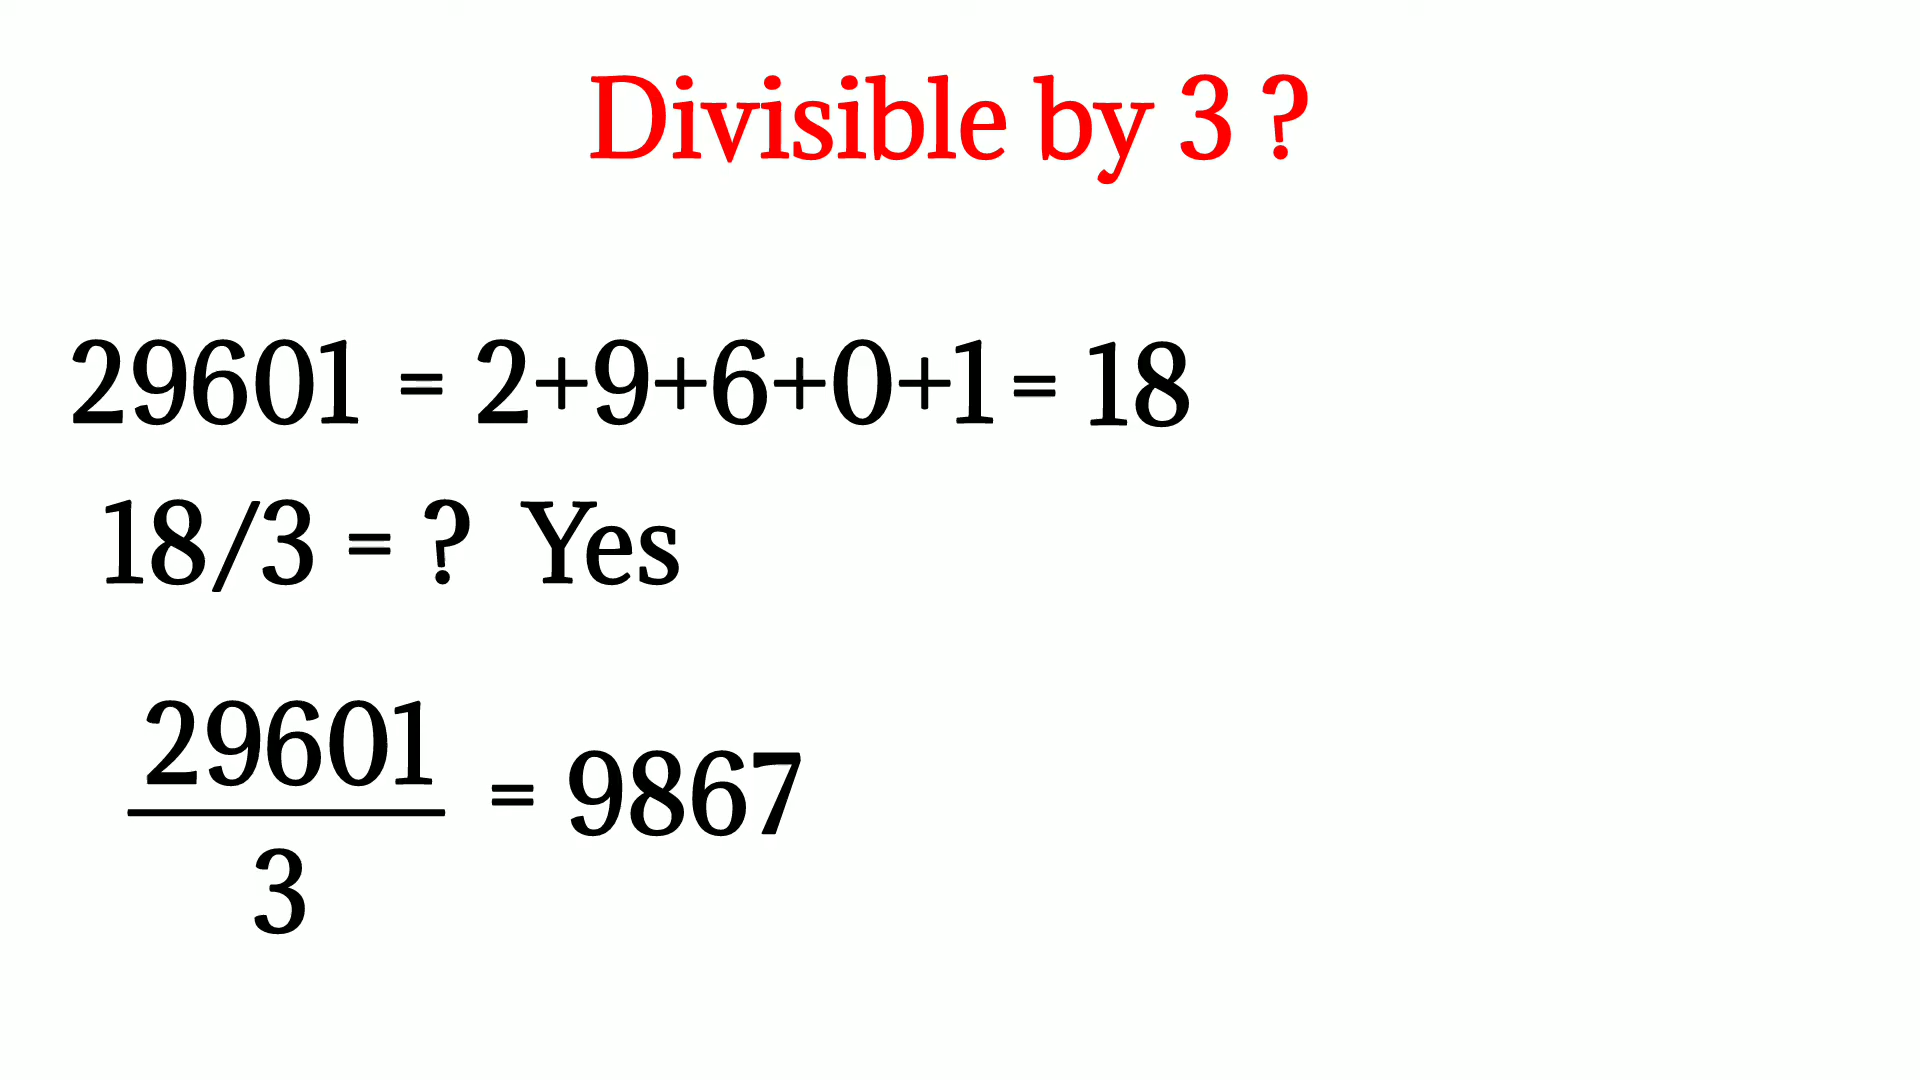 Divisible by 3 ?
29601 = 2+9+6+0+1 = 18
18/3 = ? Yes
29601
= 9867
3